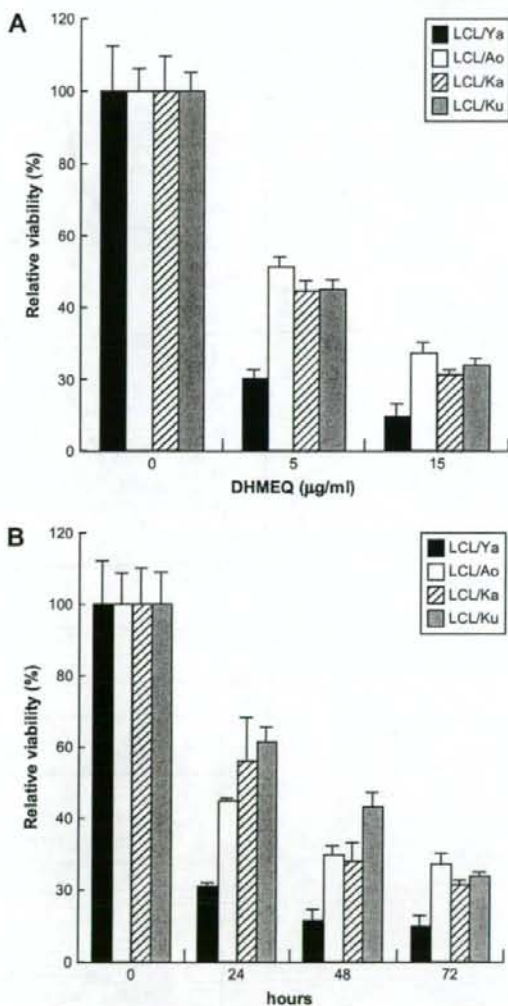 A
120
100
80
60
40
30
0
Relative viability (%)
0 5 15
DHMEQ (µg/ml)
LCL/Ya
LCL/Ao
LCL/Ka
LCL/Ku
B
120
100
80
60
40
30
0
Relative viability (%)
0 24 48 72
hours
LCL/Ya
LCL/Ao
LCL/Ka
LCL/Ku